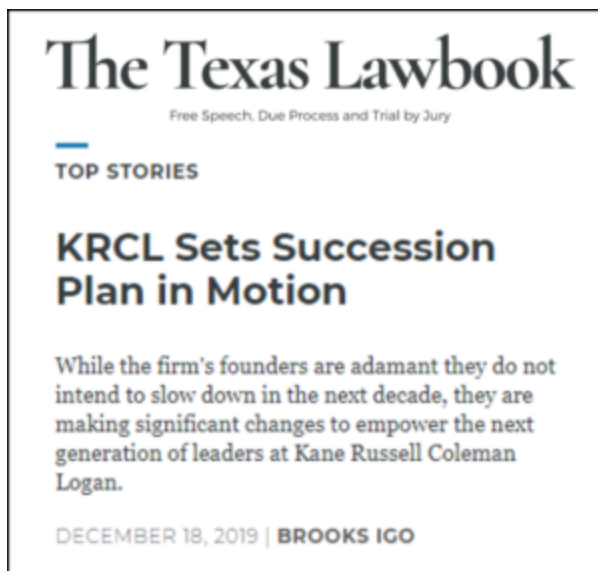 The Texas Lawbook
Free Speech, Due Process and Trial by Jury
TOP STORIES
KRCL Sets Succession
Plan in Motion
While the firm's founders are adamant they do not
intend to slow down in the next decade, they are
making significant changes to empower the next
generation of leaders at Kane Russell Coleman
Logan.
DECEMBER 18, 2019 | BROOKS IGO